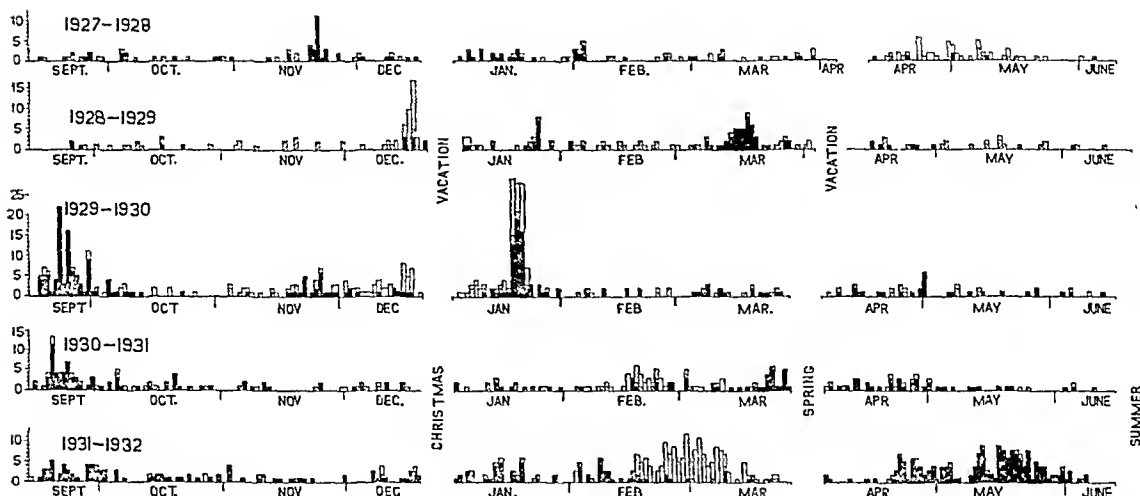 10 1927–1928
5
0
SEPT. OCT. NOV DEC JAN. FEB. MAR APR APR MAY JUNE
15
10 1928–1929
5
0
SEPT. OCT. NOV DEC. JAN FEB MAR APR MAY JUNE
VACATION
VACATION
25 1929–1930
20
15
10
5
0
SEPT OCT. NOV DEC. JAN FEB MAR. APR MAY JUNE
15 1930–1931
10
5
0
SEPT OCT. NOV DEC. JAN FEB. MAR APR MAY JUNE
CHRISTMAS
SPRING
SUMMER
10 1931–1932
5
0
SEPT OCT. NOV DEC JAN. FEB MAR APR MAY JUNE